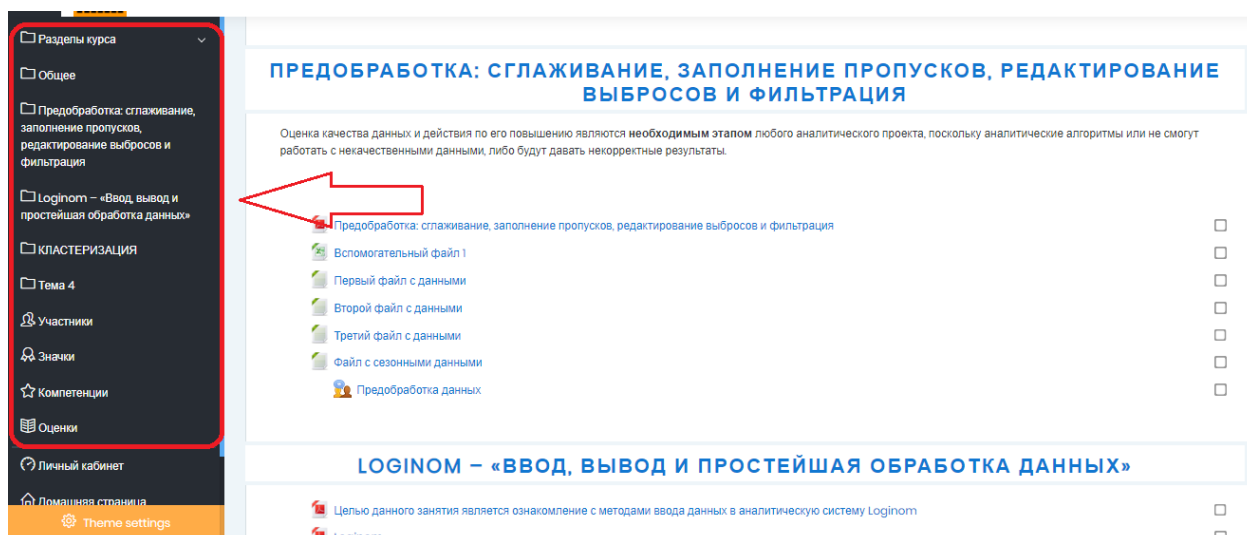 Разделы курса
Общее
Предобработка: сглаживание,
заполнение пропусков,
редактирование выбросов и
фильтрация
Loginom – «Ввод, вывод и
простейшая обработка данных»
КЛАСТЕРИЗАЦИЯ
Тема 4
Участники
Значки
Компетенции
Оценки
Личный кабинет
Домашняя страница
Theme settings
ПРЕДОБРАБОТКА: СГЛАЖИВАНИЕ, ЗАПОЛНЕНИЕ ПРОПУСКОВ, РЕДАКТИРОВАНИЕ
ВЫБРОСОВ И ФИЛЬТРАЦИЯ
Оценка качества данных и действия по его повышению являются необходимым этапом любого аналитического проекта, поскольку аналитические алгоритмы или не смогут
работать с некачественными данными, либо будут давать некорректные результаты.
Предобработка: сглаживание, заполнение пропусков, редактирование выбросов и фильтрация
Вспомогательный файл 1
Первый файл с данными
Второй файл с данными
Третий файл с данными
Файл с сезонными данными
Предобработка данных
LOGINOM – «ВВОД, ВЫВОД И ПРОСТЕЙШАЯ ОБРАБОТКА ДАННЫХ»
Целью данного занятия является ознакомление с методами ввода данных в аналитическую систему Loginom